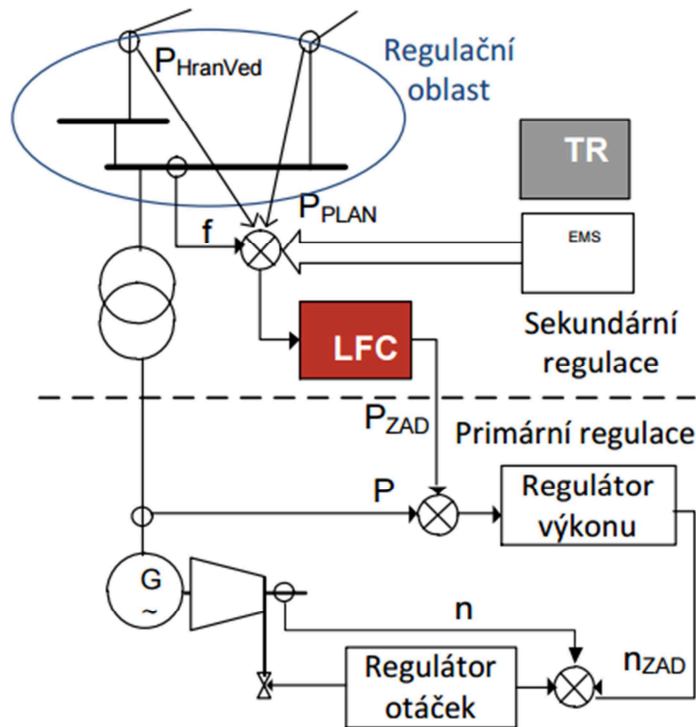 P_HranVed
Regulační
oblast
TR
P_PLAN
f
EMS
LFC
Sekundární
regulace
P_ZAD
Primární regulace
P
Regulátor
výkonu
G
~
n
n_ZAD
Regulátor
otáček